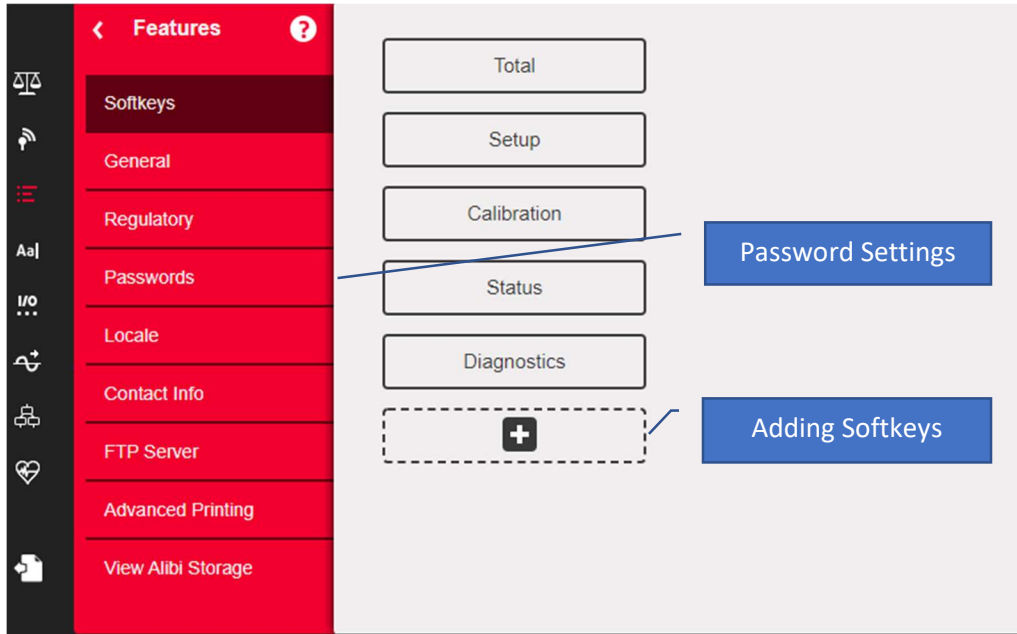 Features
?
Softkeys
General
Regulatory
Passwords
Locale
Contact Info
FTP Server
Advanced Printing
View Alibi Storage
Aa
I/O
Total
Setup
Calibration
Status
Diagnostics
Password Settings
Adding Softkeys